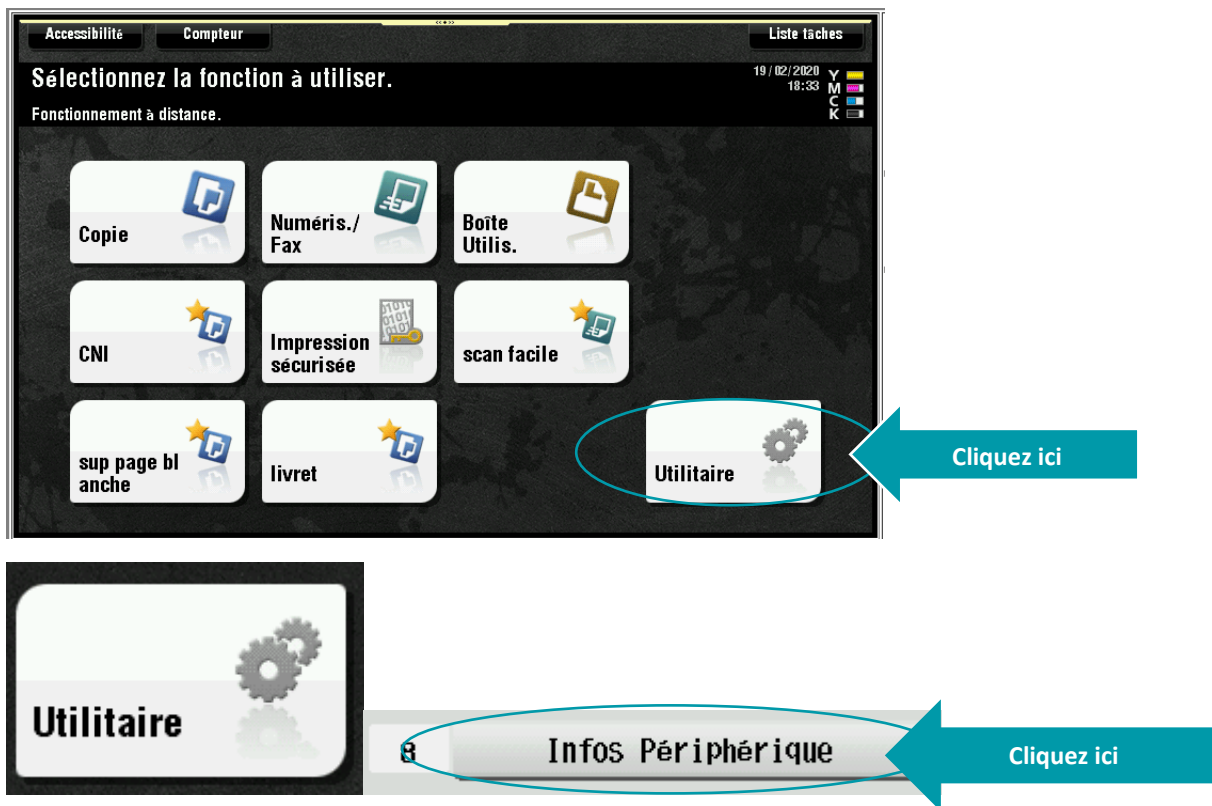 Accessibilité
Compteur
Liste tâches
Sélectionnez la fonction à utiliser.
19/02/2020
18:33
Y
M
C
K
Fonctionnement à distance.
Copie
Numéris./
Fax
Boîte
Utilis.
CNI
Impression
sécurisée
scan facile
sup page bl
anche
livret
Utilitaire
Cliquez ici
Utilitaire
8
Infos Périphérique
Cliquez ici